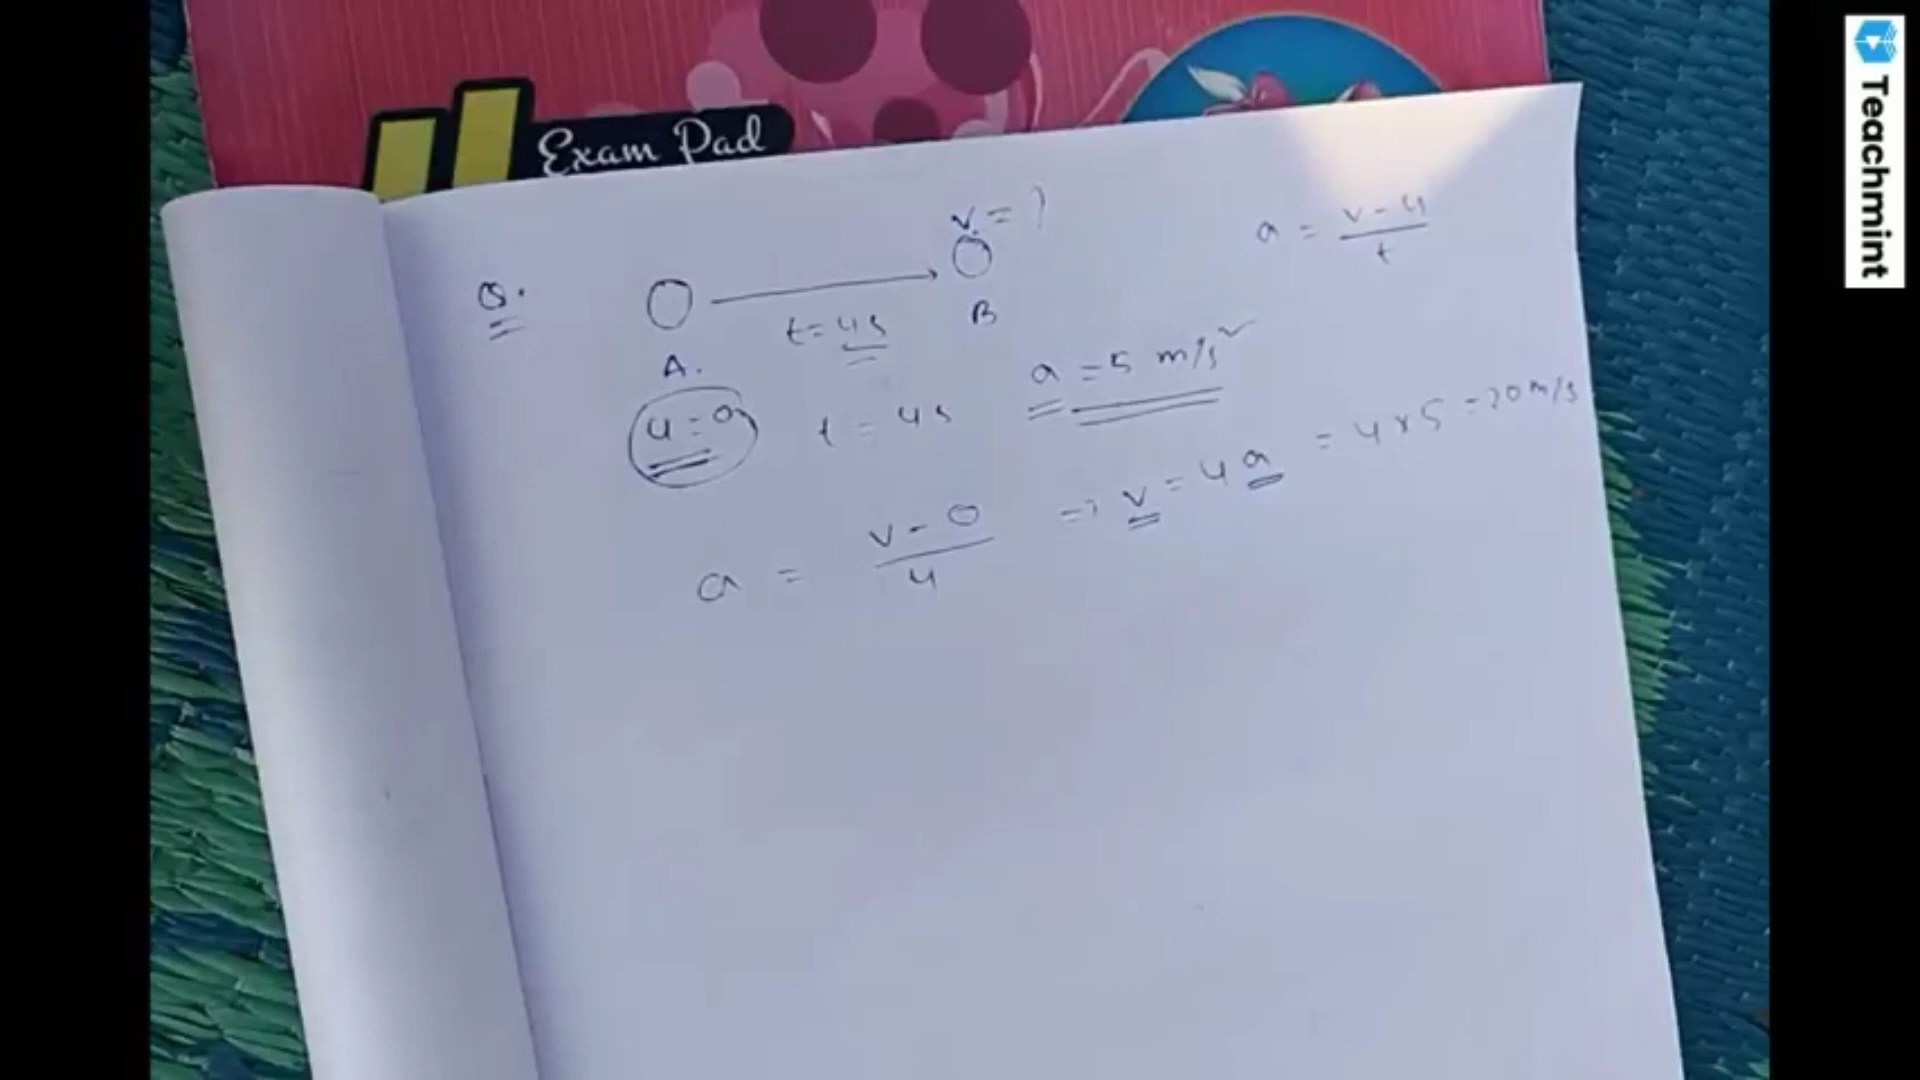 Exam Pad
Teachmint
v = ?
a = v - u / t
Q.
t = 4s
A.
B
u = 0
t = 4s
a = 5 m/s²
a = v - 0 / 4
=> v = 4a = 4 x 5 = 20 m/s